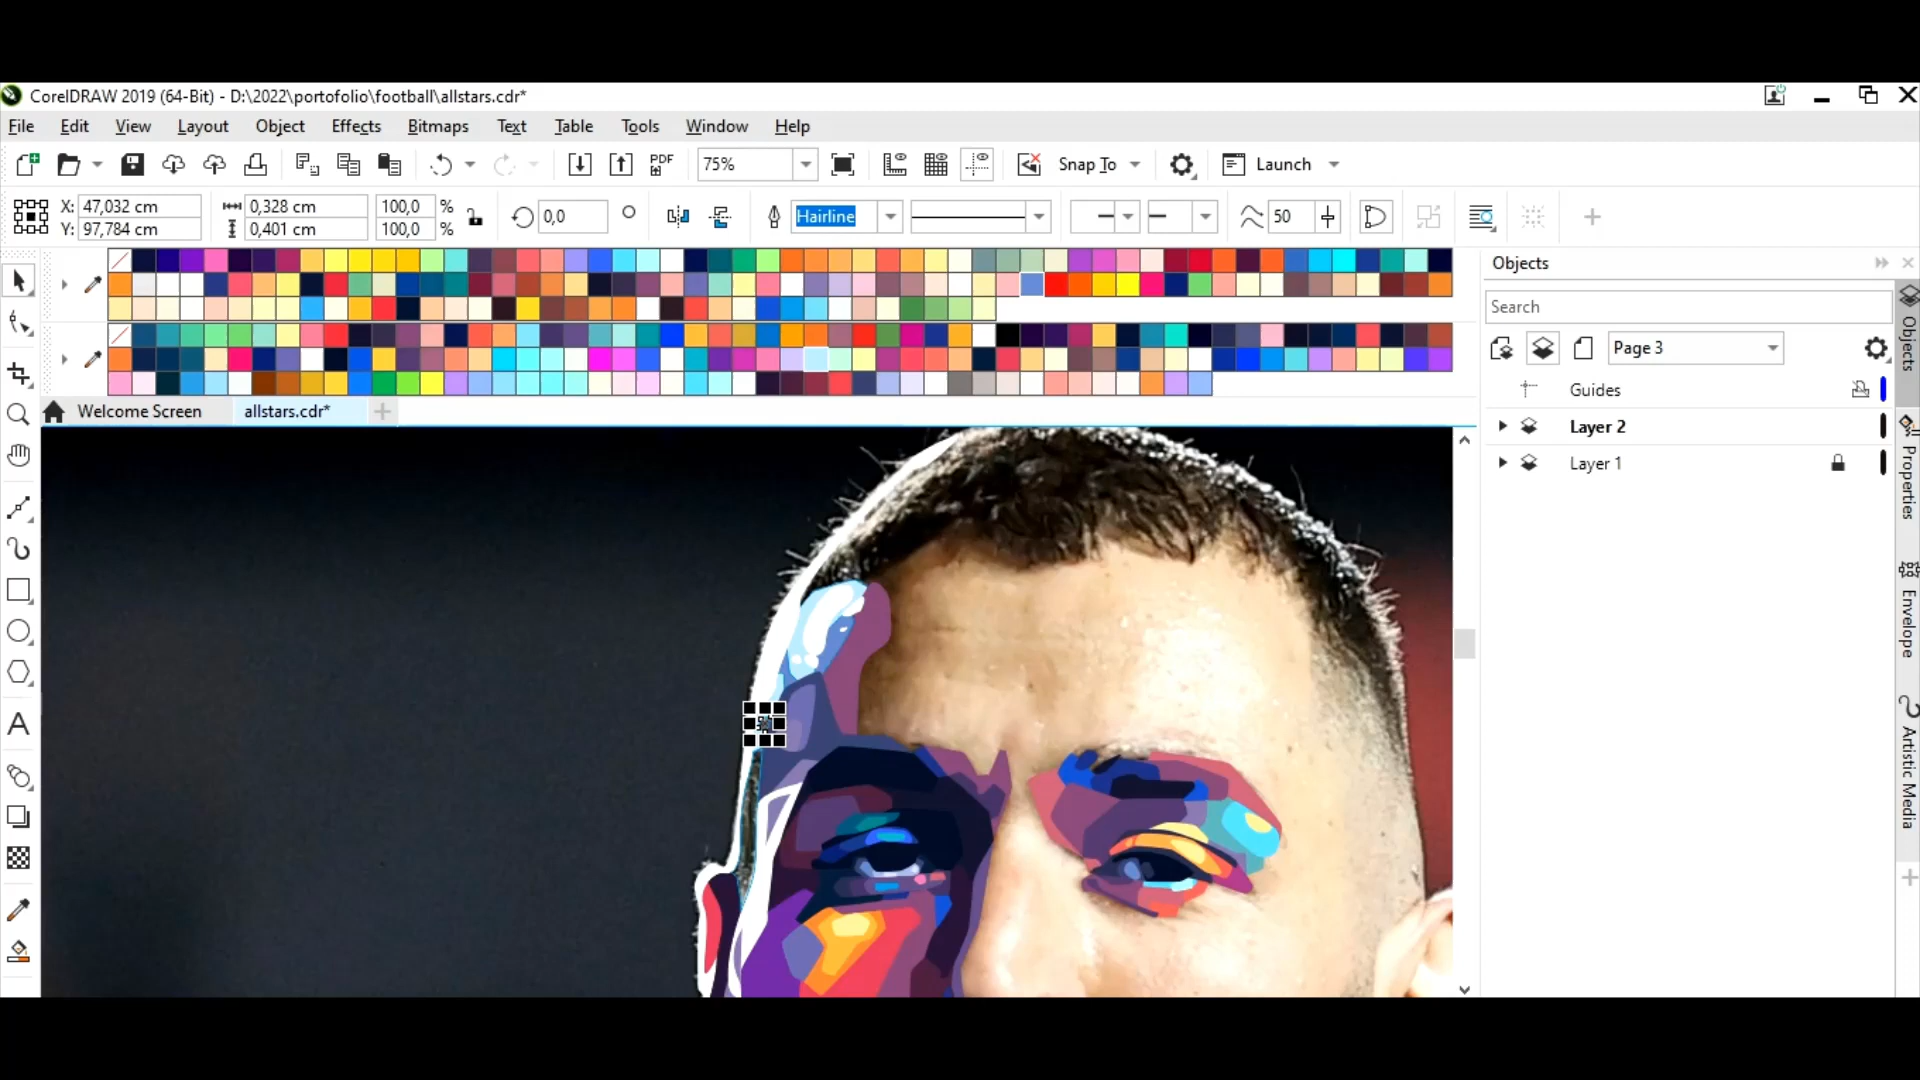 CorelDRAW 2019 (64-Bit) - D:\2022\portofolio\football\allstars.cdr*
File Edit View Layout Object Effects Bitmaps Text Table Tools Window Help
PDF 75% Snap To Launch
X: 47,032 cm 0,328 cm 100,0 % 0,0 Hairline 50
Y: 97,784 cm 0,401 cm 100,0 %
Objects
Search
Page 3
Guides
Layer 2
Layer 1
Welcome Screen allstars.cdr*
Objects
Properties
Envelope
Artistic Media